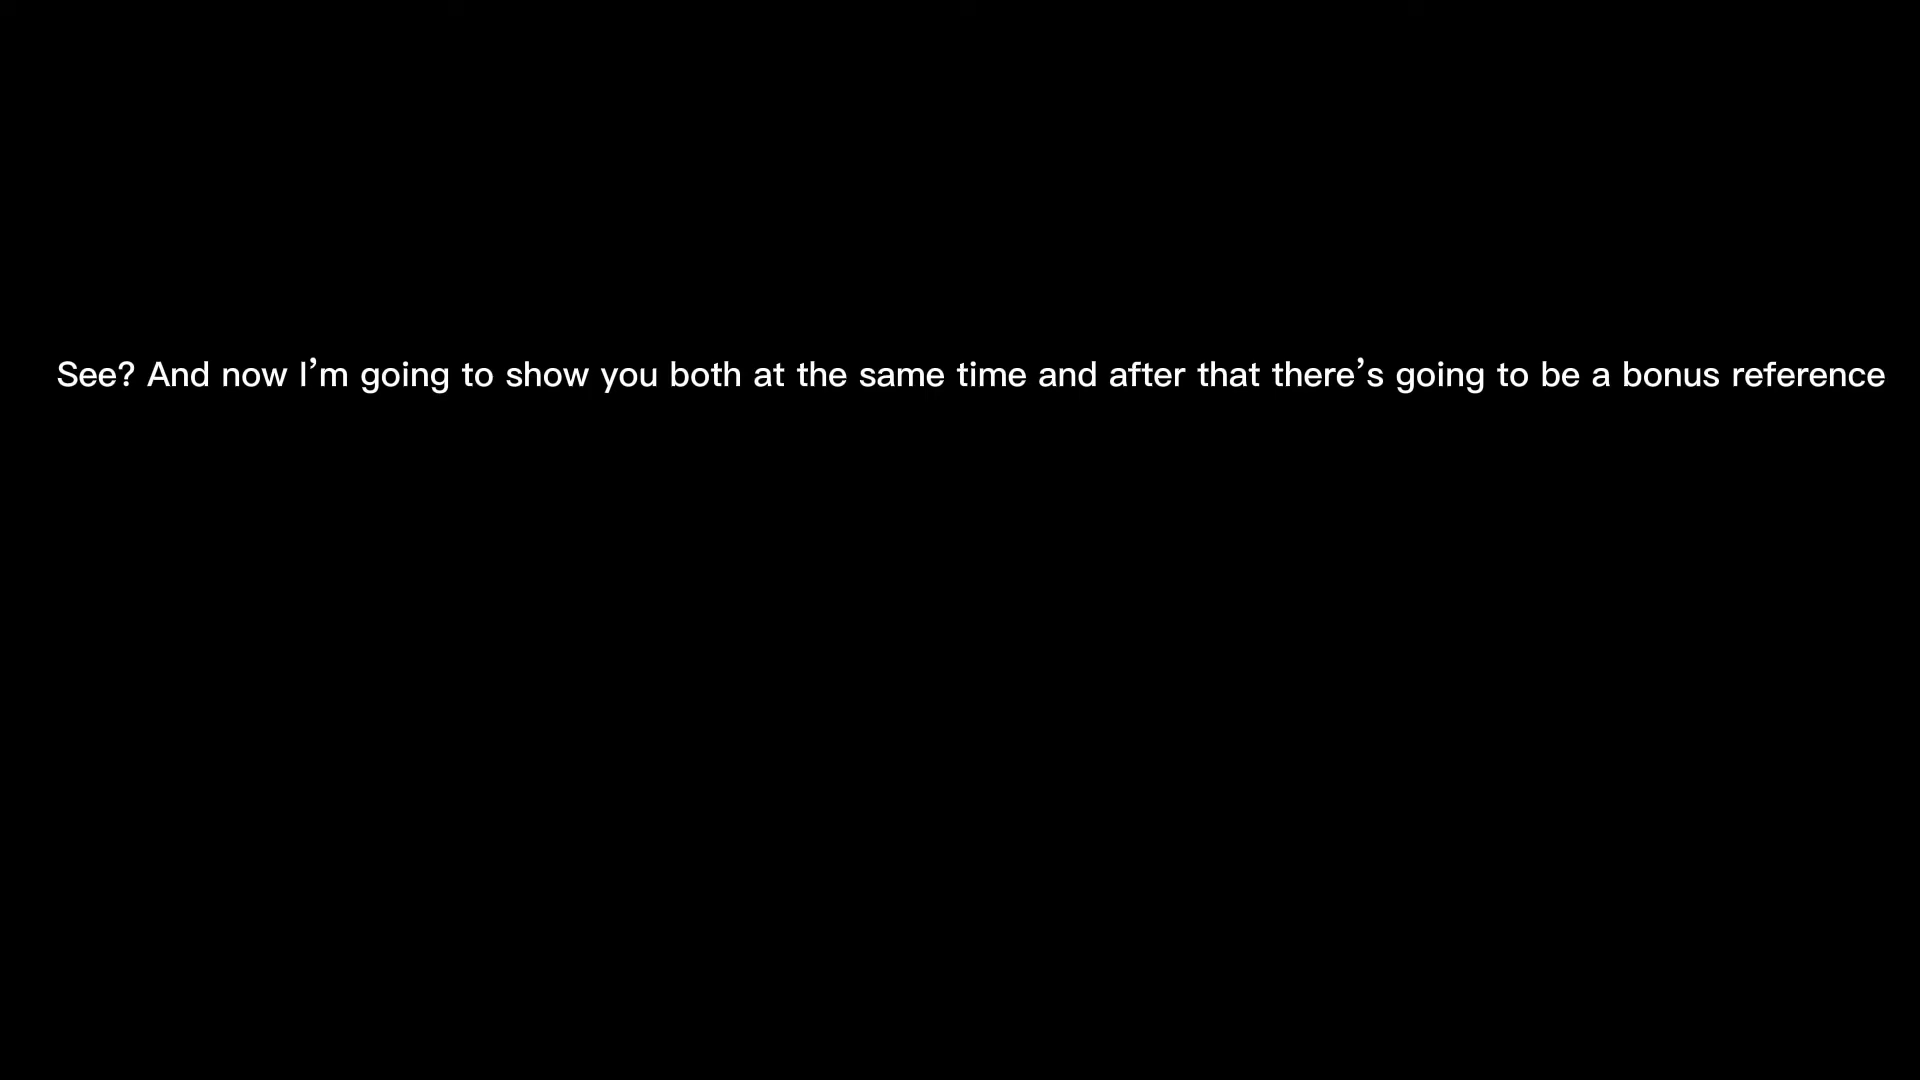 See? And now I’m going to show you both at the same time and after that there’s going to be a bonus reference